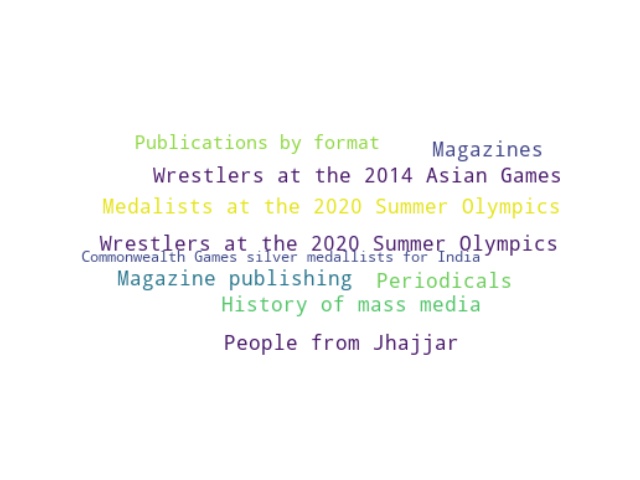 Publications by format
Magazines
Wrestlers at the 2014 Asian Games
Medalists at the 2020 Summer Olympics
Wrestlers at the 2020 Summer Olympics
Commonwealth Games silver medallists for India
Magazine publishing
Periodicals
History of mass media
People from Jhajjar